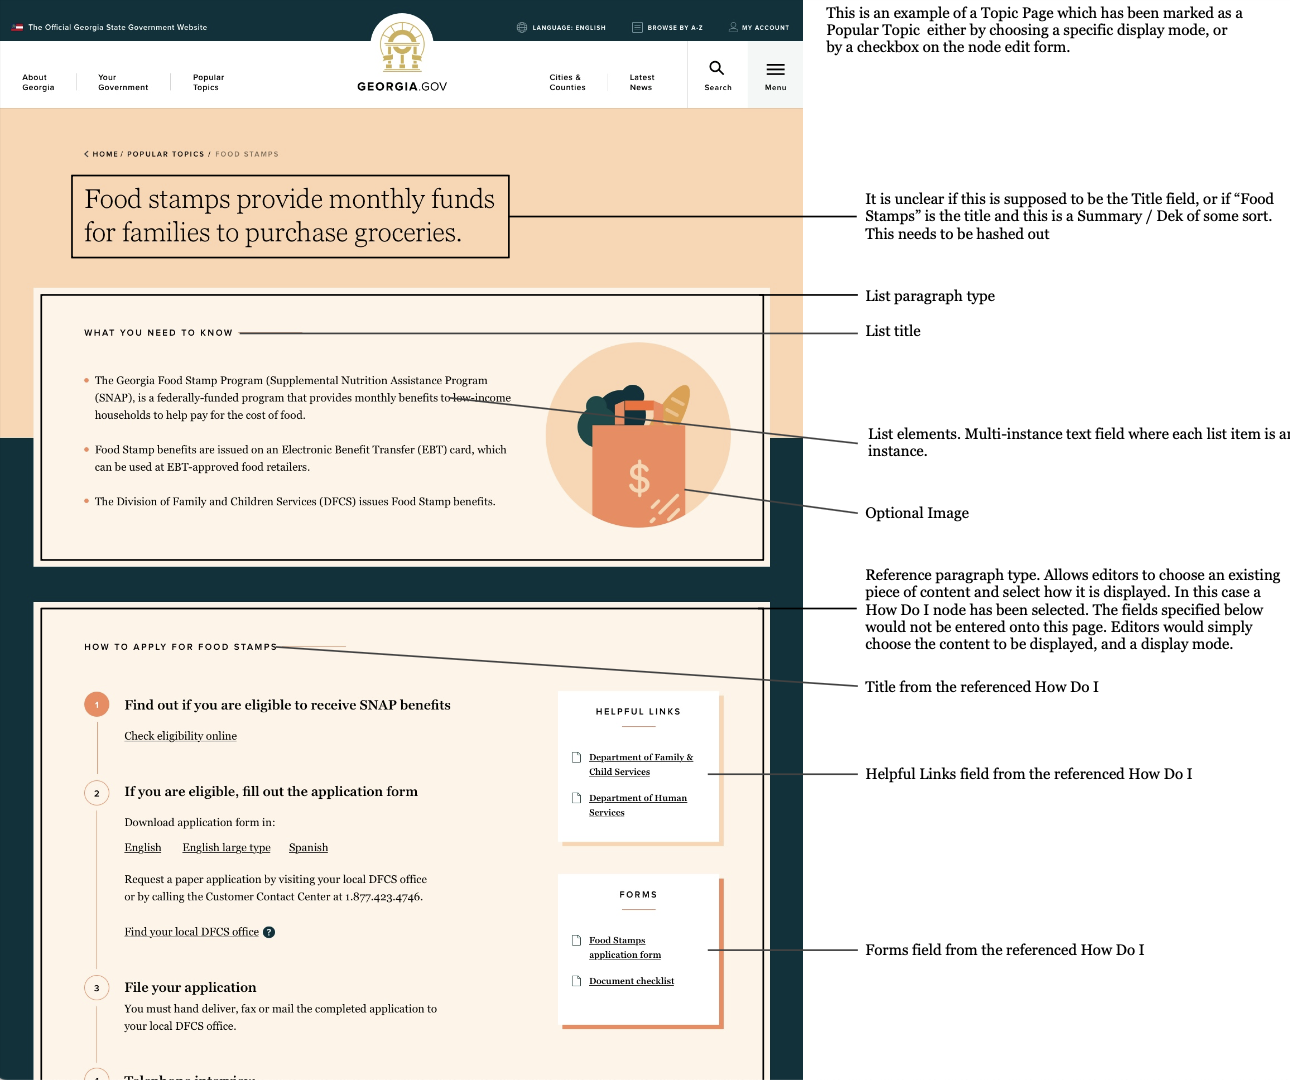 The Official Georgia State Government Website
LANGUAGE: ENGLISH
BROWSE BY A-Z
MY ACCOUNT
About
Georgia
Your
Government
Popular
Topics
GEORGIA.GOV
Cities &
Counties
Latest
News
Search
Menu
This is an example of a Topic Page which has been marked as a
Popular Topic either by choosing a specific display mode, or
by a checkbox on the node edit form.
HOME / POPULAR TOPICS / FOOD STAMPS
Food stamps provide monthly funds
for families to purchase groceries.
It is unclear if this is supposed to be the Title field, or if “Food
Stamps” is the title and this is a Summary / Dek of some sort.
This needs to be hashed out
List paragraph type
WHAT YOU NEED TO KNOW
List title
The Georgia Food Stamp Program (Supplemental Nutrition Assistance Program
(SNAP), is a federally-funded program that provides monthly benefits to low-income
households to help pay for the cost of food.
Food Stamp benefits are issued on an Electronic Benefit Transfer (EBT) card, which
can be used at EBT-approved food retailers.
The Division of Family and Children Services (DFCS) issues Food Stamp benefits.
$
List elements. Multi-instance text field where each list item is an
instance.
Optional Image
Reference paragraph type. Allows editors to choose an existing
piece of content and select how it is displayed. In this case a
How Do I node has been selected. The fields specified below
would not be entered onto this page. Editors would simply
choose the content to be displayed, and a display mode.
HOW TO APPLY FOR FOOD STAMPS
Title from the referenced How Do I
1
Find out if you are eligible to receive SNAP benefits
Check eligibility online
2
If you are eligible, fill out the application form
Download application form in:
English
English large type
Spanish
Request a paper application by visiting your local DFCS office
or by calling the Customer Contact Center at 1.877.423.4746.
Find your local DFCS office ?
3
File your application
You must hand deliver, fax or mail the completed application to
your local DFCS office.
4
Telephone interview
HELPFUL LINKS
Department of Family &
Child Services
Department of Human
Services
Helpful Links field from the referenced How Do I
FORMS
Food Stamps
application form
Document checklist
Forms field from the referenced How Do I